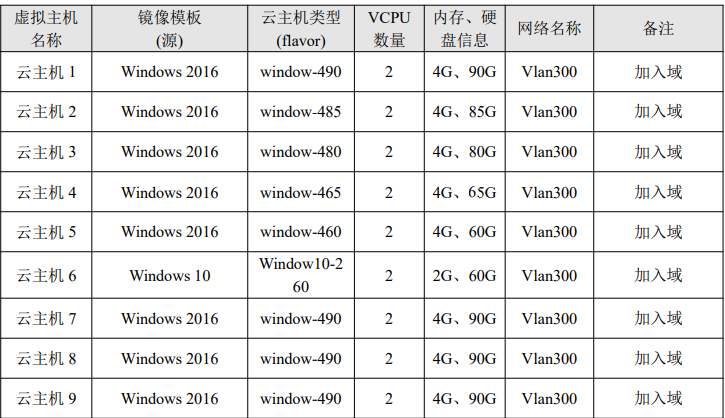 虚拟主机名称 镜像模板(源) 云主机类型(flavor) VCPU数量 内存、硬盘信息 网络名称 备注
云主机 1 Windows 2016 window-490 2 4G、90G Vlan300 加入域
云主机 2 Windows 2016 window-485 2 4G、85G Vlan300 加入域
云主机 3 Windows 2016 window-480 2 4G、80G Vlan300 加入域
云主机 4 Windows 2016 window-465 2 4G、65G Vlan300 加入域
云主机 5 Windows 2016 window-460 2 4G、60G Vlan300 加入域
云主机 6 Windows 10 Window10-260 2 2G、60G Vlan300 加入域
云主机 7 Windows 2016 window-490 2 4G、90G Vlan300 加入域
云主机 8 Windows 2016 window-490 2 4G、90G Vlan300 加入域
云主机 9 Windows 2016 window-490 2 4G、90G Vlan300 加入域